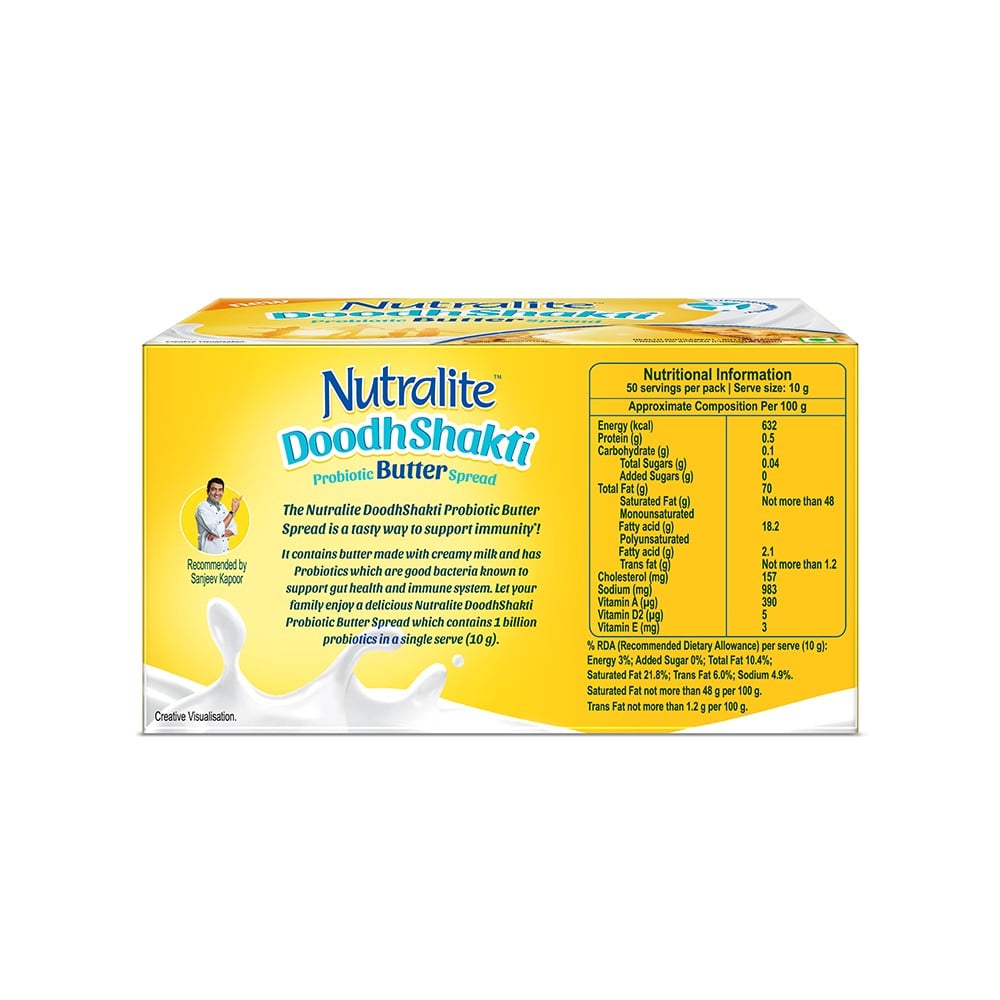 New
Nutralite
DoodhShakti
Probiotic Butter Spread
Creative Visualisation.
Nutralite™
DoodhShakti
Probiotic Butter Spread
The Nutralite DoodhShakti Probiotic Butter
Spread is a tasty way to support immunity*!
It contains butter made with creamy milk and has
Probiotics which are good bacteria known to
support gut health and immune system. Let your
family enjoy a delicious Nutralite DoodhShakti
Probiotic Butter Spread which contains 1 billion
probiotics in a single serve (10 g).
Recommended by
Sanjeev Kapoor
Creative Visualisation.
Nutritional Information
50 servings per pack | Serve size: 10 g
Approximate Composition Per 100 g
Energy (kcal) 632
Protein (g) 0.5
Carbohydrate (g) 0.1
Total Sugars (g) 0.04
Added Sugars (g) 0
Total Fat (g) 70
Saturated Fat (g) Not more than 48
Monounsaturated
Fatty acid (g) 18.2
Polyunsaturated
Fatty acid (g) 2.1
Trans fat (g) Not more than 1.2
Cholesterol (mg) 157
Sodium (mg) 983
Vitamin A (µg) 390
Vitamin D2 (µg) 5
Vitamin E (mg) 3
% RDA (Recommended Dietary Allowance) per serve (10 g):
Energy 3%; Added Sugar 0%; Total Fat 10.4%;
Saturated Fat 21.8%; Trans Fat 6.0%; Sodium 4.9%.
Saturated Fat not more than 48 g per 100 g.
Trans Fat not more than 1.2 g per 100 g.